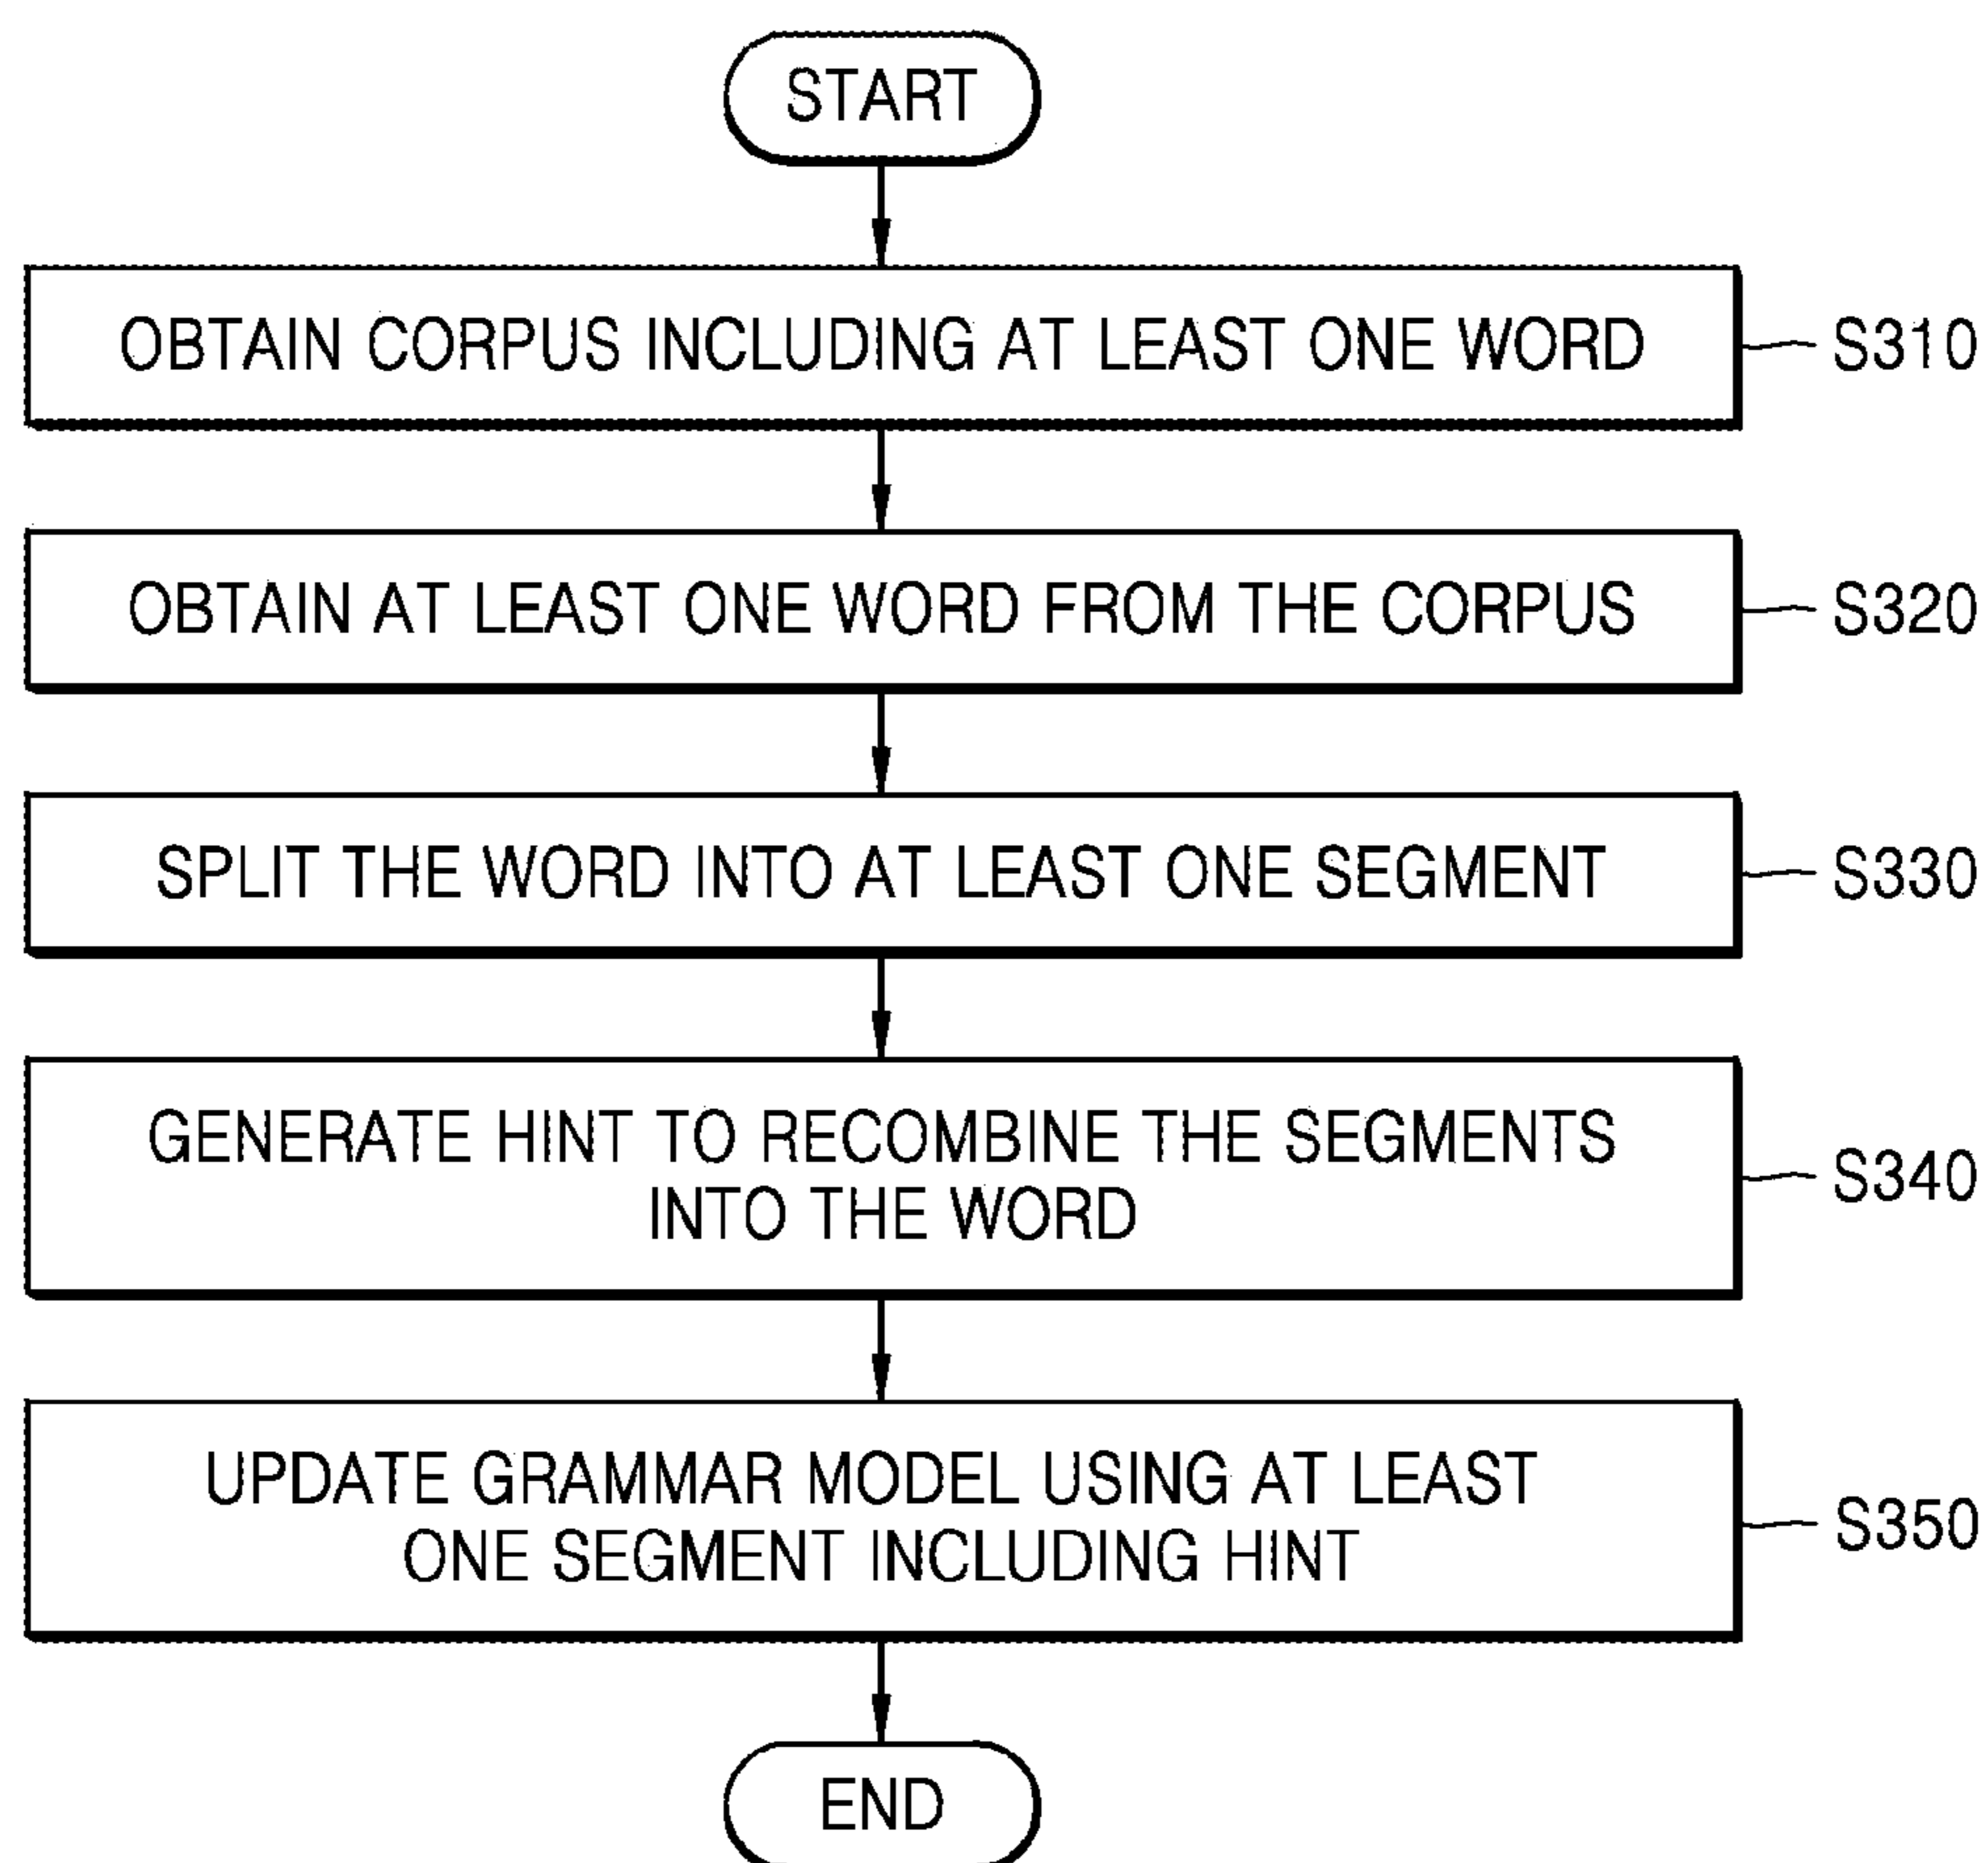 START
OBTAIN CORPUS INCLUDING AT LEAST ONE WORD
S310
OBTAIN AT LEAST ONE WORD FROM THE CORPUS
S320
SPLIT THE WORD INTO AT LEAST ONE SEGMENT
S330
GENERATE HINT TO RECOMBINE THE SEGMENTS
INTO THE WORD
S340
UPDATE GRAMMAR MODEL USING AT LEAST
ONE SEGMENT INCLUDING HINT
S350
END